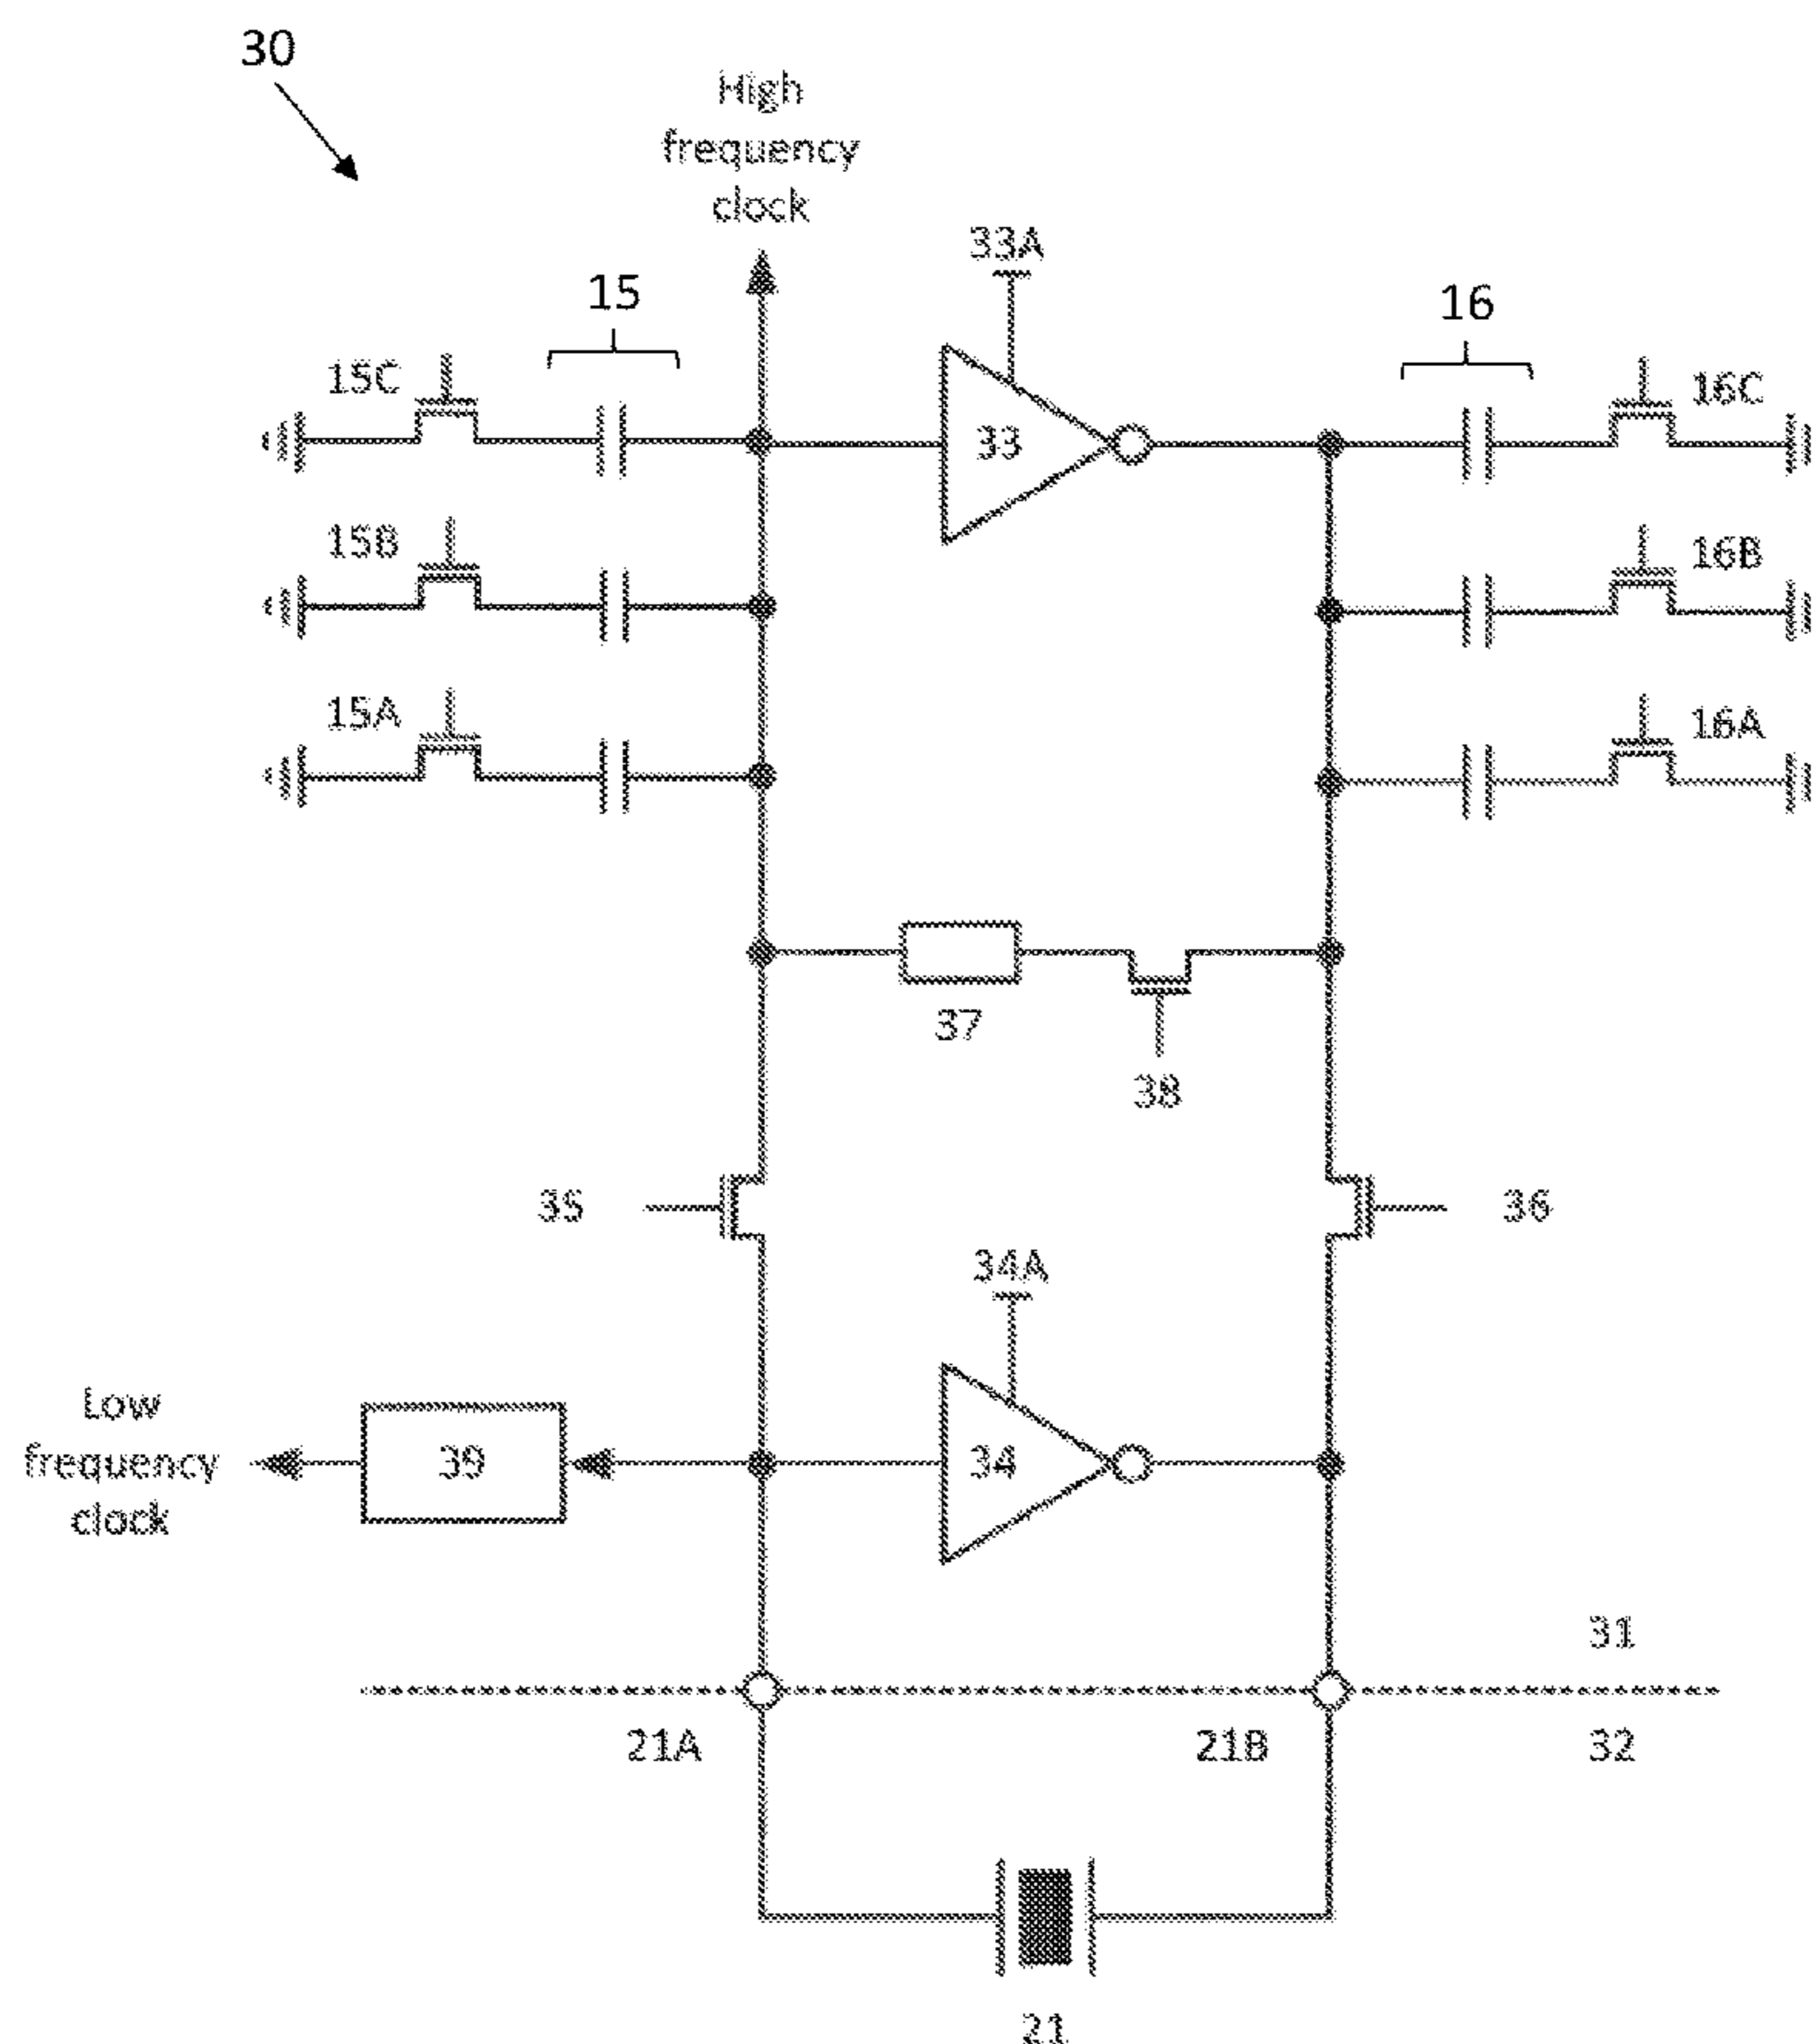 30
High
frequency
clock
33A
15
16
15C
33
16C
15B
16B
15A
16A
37
38
35
36
34A
Low
frequency
clock
39
34
31
21A
21B
32
21